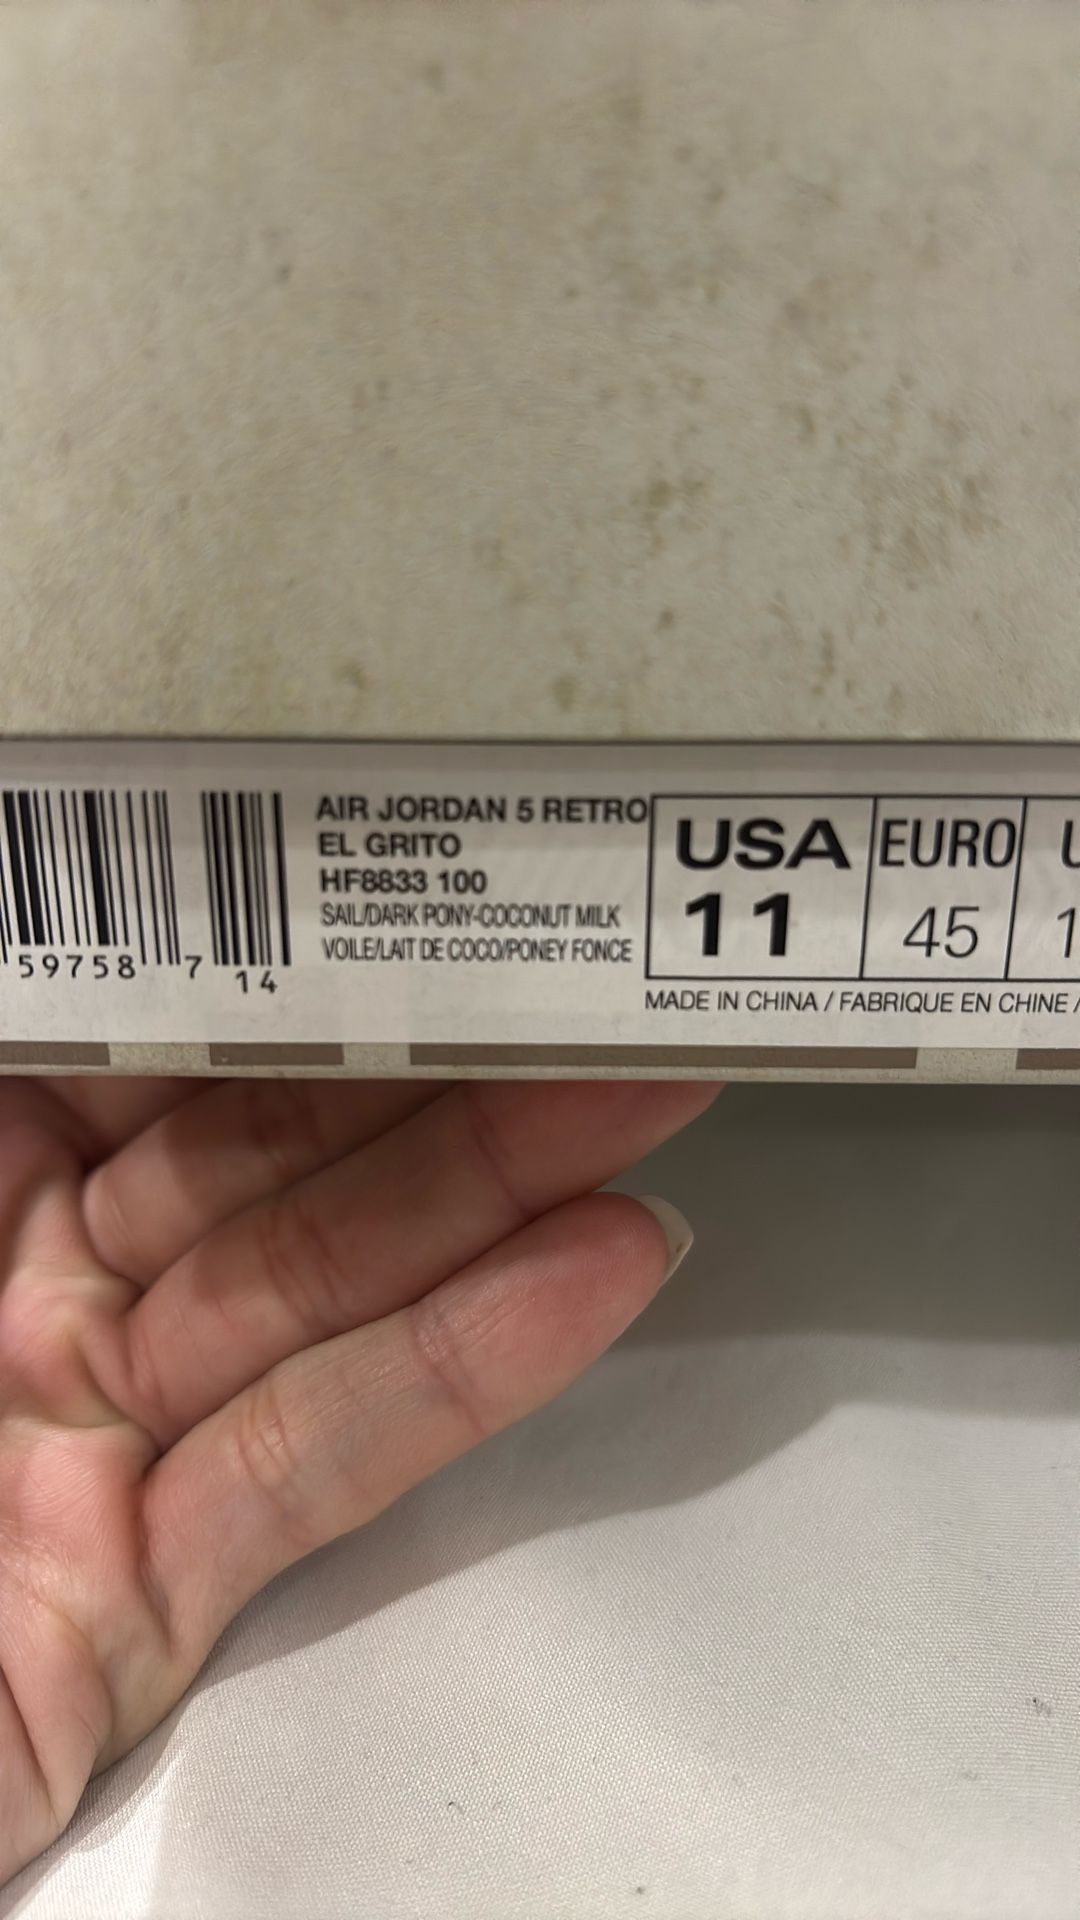 AIR JORDAN 5 RETRO
EL GRITO
HF8833 100
SAIL/DARK PONY-COCONUT MILK
VOILE/LAIT DE COCO/PONEY FONCE
59758 7
14
USA
11
EURO
45
MADE IN CHINA / FABRIQUE EN CHINE /